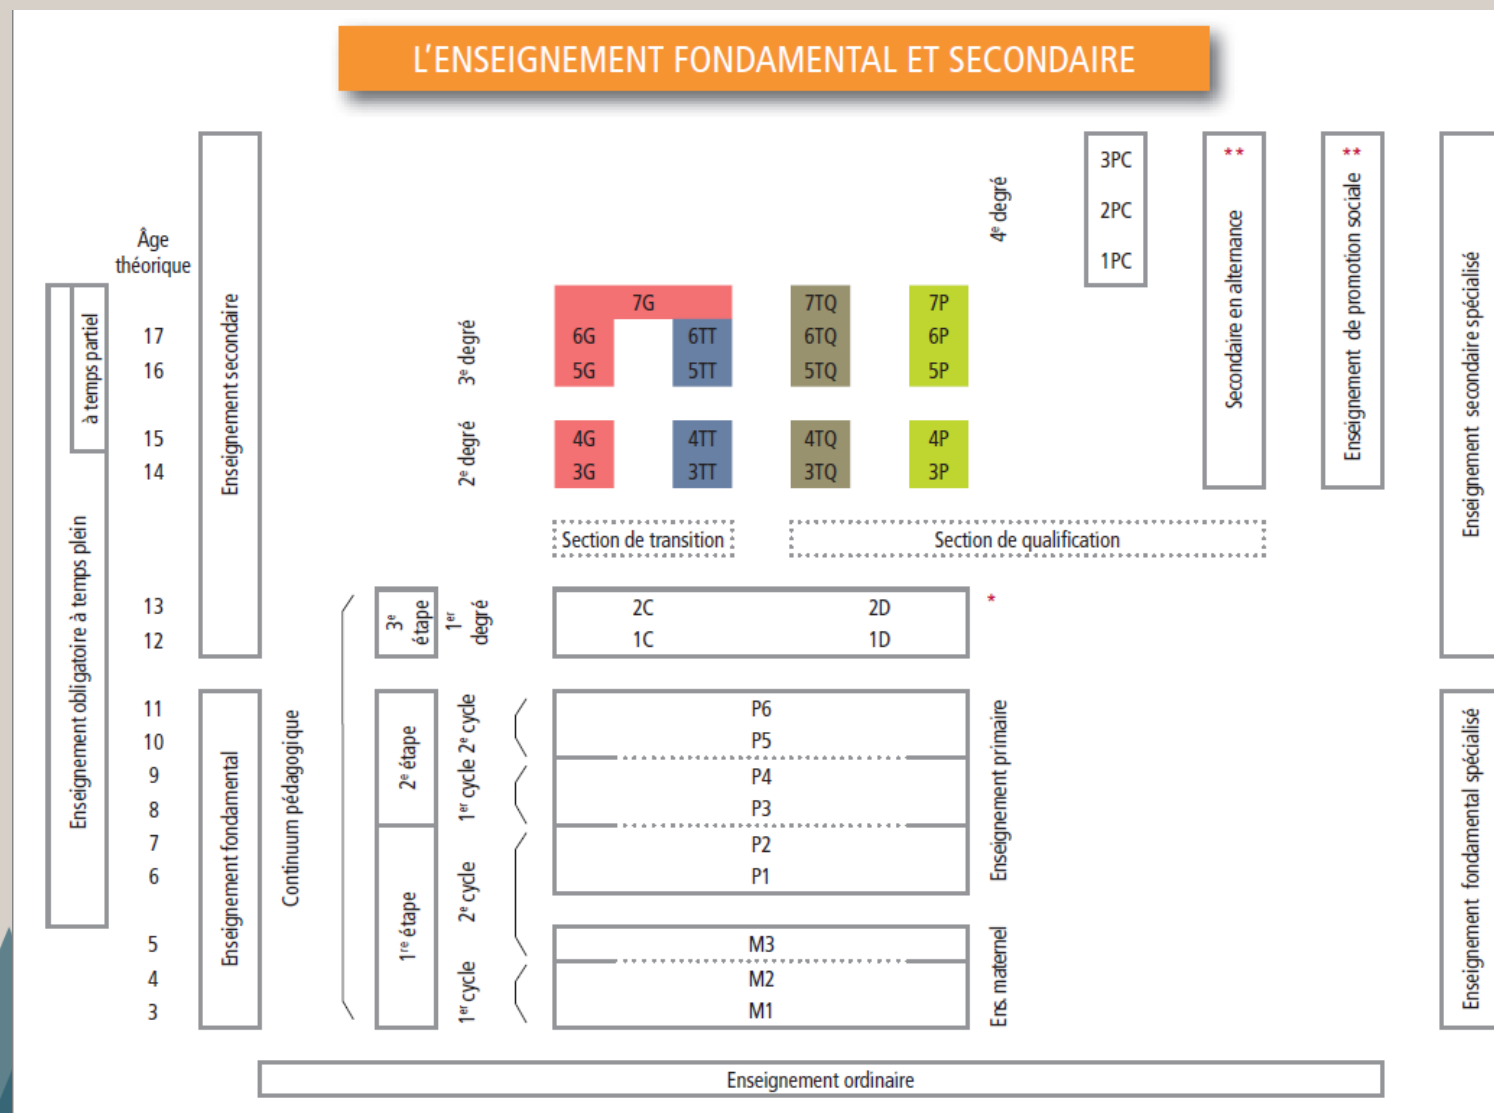 L'ENSEIGNEMENT FONDAMENTAL ET SECONDAIRE
Âge
théorique
à temps partiel
Enseignement obligatoire à temps plein
17
16
15
14
13
12
11
10
9
8
7
6
5
4
3
Enseignement secondaire
Enseignement fondamental
Continuum pédagogique
3e
étape
2e étape
1re étape
4e degré
3e degré
2e degré
1er
degré
2e cycle
1er cycle
2e cycle
1er cycle
7G
6G
5G
6TT
5TT
7TQ
6TQ
5TQ
7P
6P
5P
4G
3G
4TT
3TT
4TQ
3TQ
4P
3P
Section de transition
Section de qualification
2C
2D
1C
1D
*
P6
P5
P4
P3
P2
P1
M3
M2
M1
Enseignement primaire
Ens. maternel
3PC
2PC
1PC
Secondaire en alternance **
Enseignement de promotion sociale **
Enseignement secondaire spécialisé
Enseignement fondamental spécialisé
Enseignement ordinaire